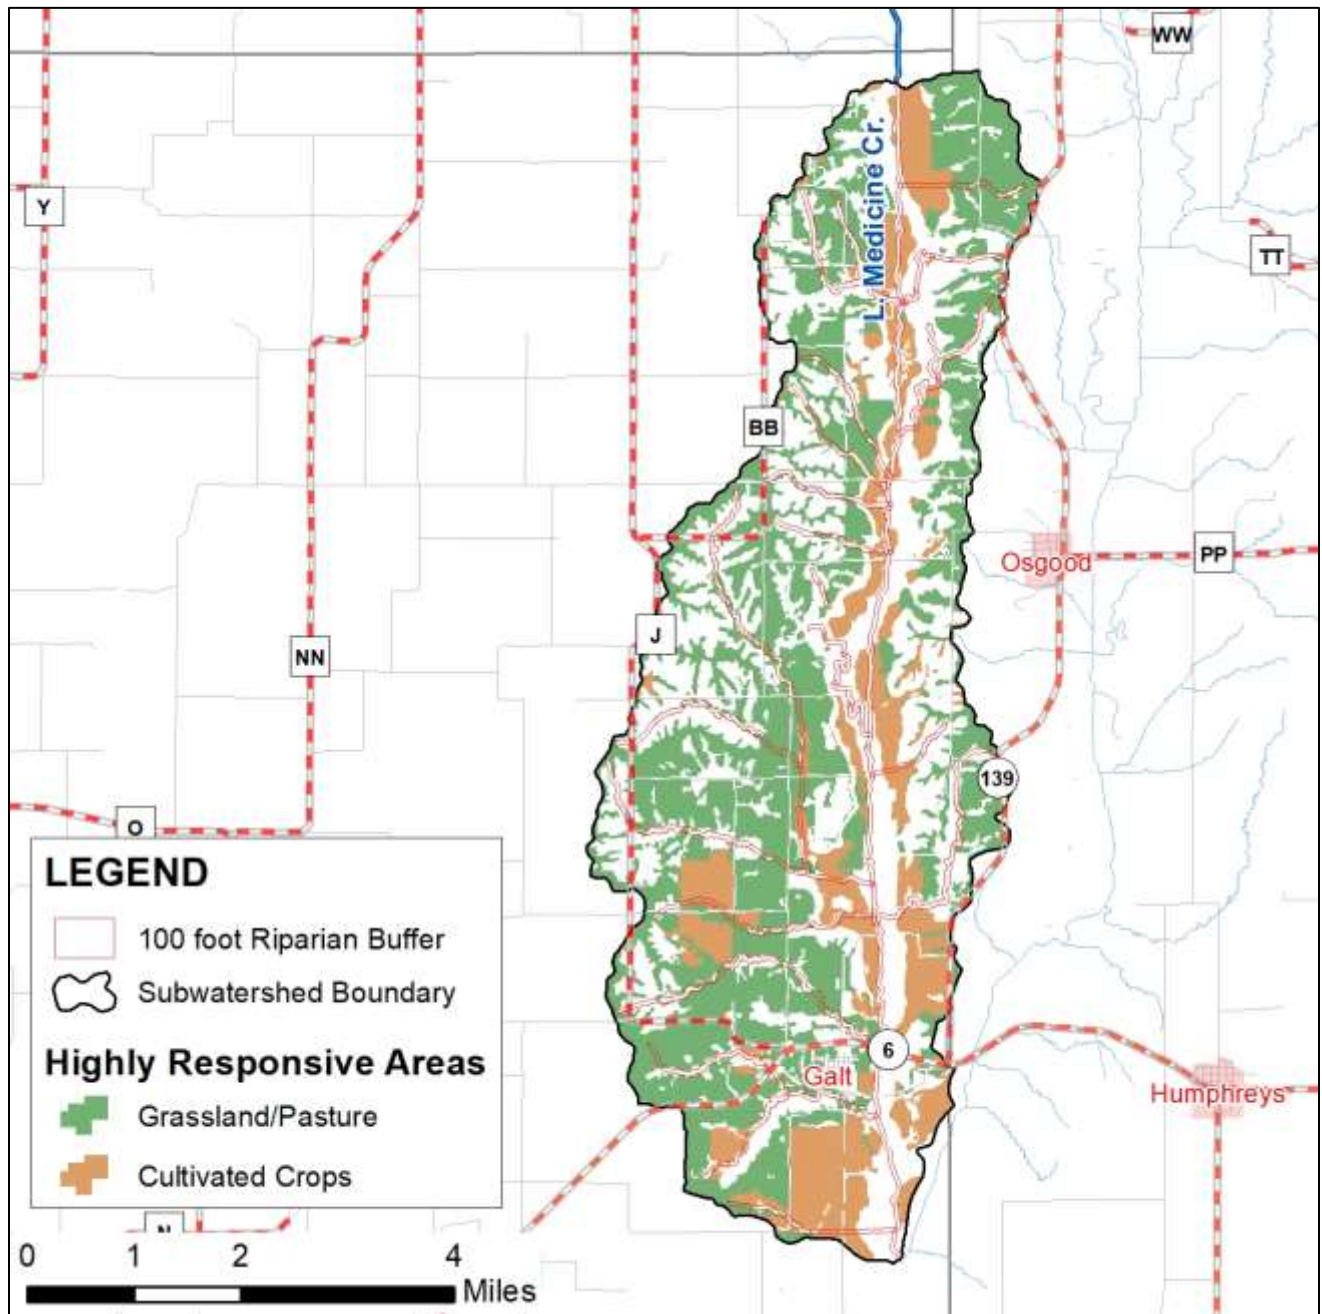 WW
Y
TT
L. Medicine Cr.
BB
Osgood
PP
J
NN
139
O
LEGEND
100 foot Riparian Buffer
Subwatershed Boundary
Highly Responsive Areas
Grassland/Pasture
Cultivated Crops
6
Galt
Humphreys
N
0 1 2 4
Miles